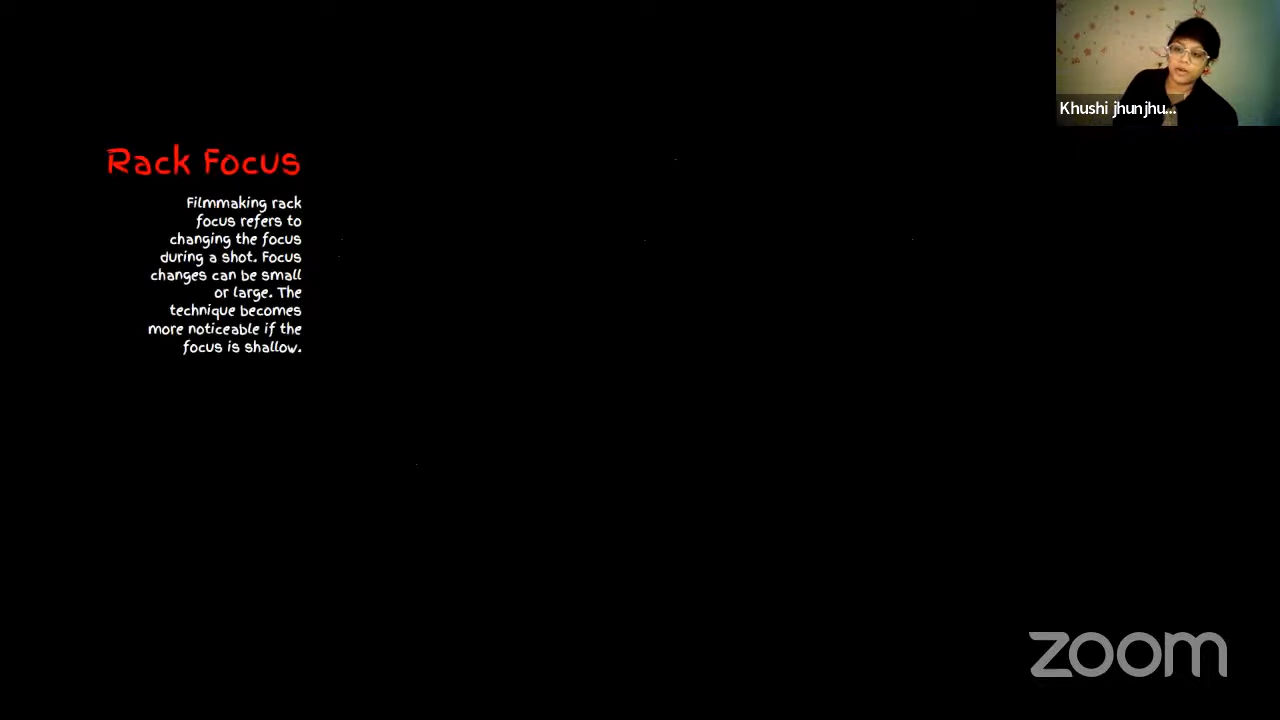 Khushi jhunjhu...
Rack Focus
Filmmaking rack
focus refers to
changing the focus
during a shot. Focus
changes can be small
or large. The
technique becomes
more noticeable if the
focus is shallow.
zoom